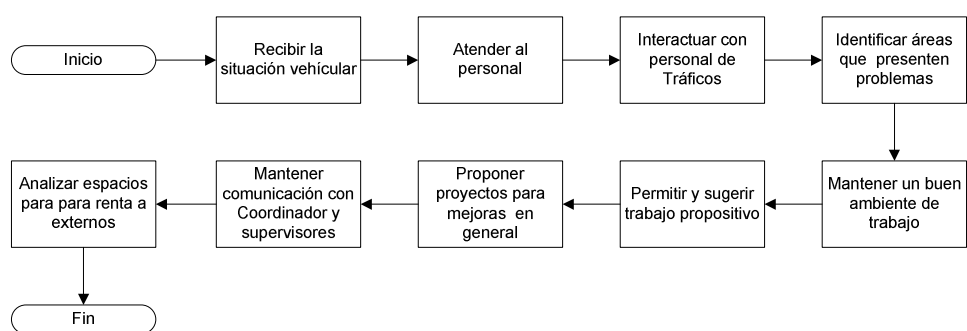 Inicio
Recibir la
situación vehícular
Atender al
personal
Interactuar con
personal de
Tráficos
Identificar áreas
que presenten
problemas
Mantener un buen
ambiente de
trabajo
Permitir y sugerir
trabajo propositivo
Proponer
proyectos para
mejoras en
general
Mantener
comunicación con
Coordinador y
supervisores
Analizar espacios
para para renta a
externos
Fin